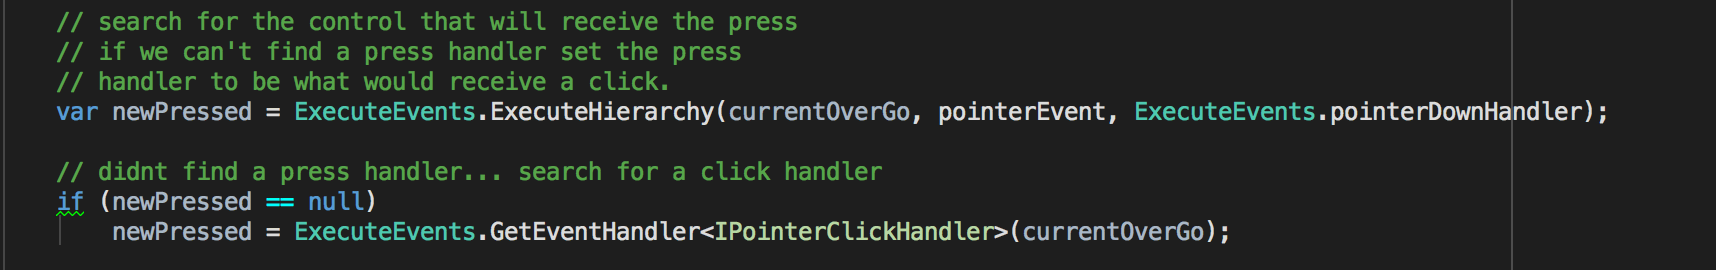 // search for the control that will receive the press
// if we can't find a press handler set the press
// handler to be what would receive a click.
var newPressed = ExecuteEvents.ExecuteHierarchy(currentOverGo, pointerEvent, ExecuteEvents.pointerDownHandler);
// didnt find a press handler... search for a click handler
if (newPressed == null)
newPressed = ExecuteEvents.GetEventHandler<IPointerClickHandler>(currentOverGo);